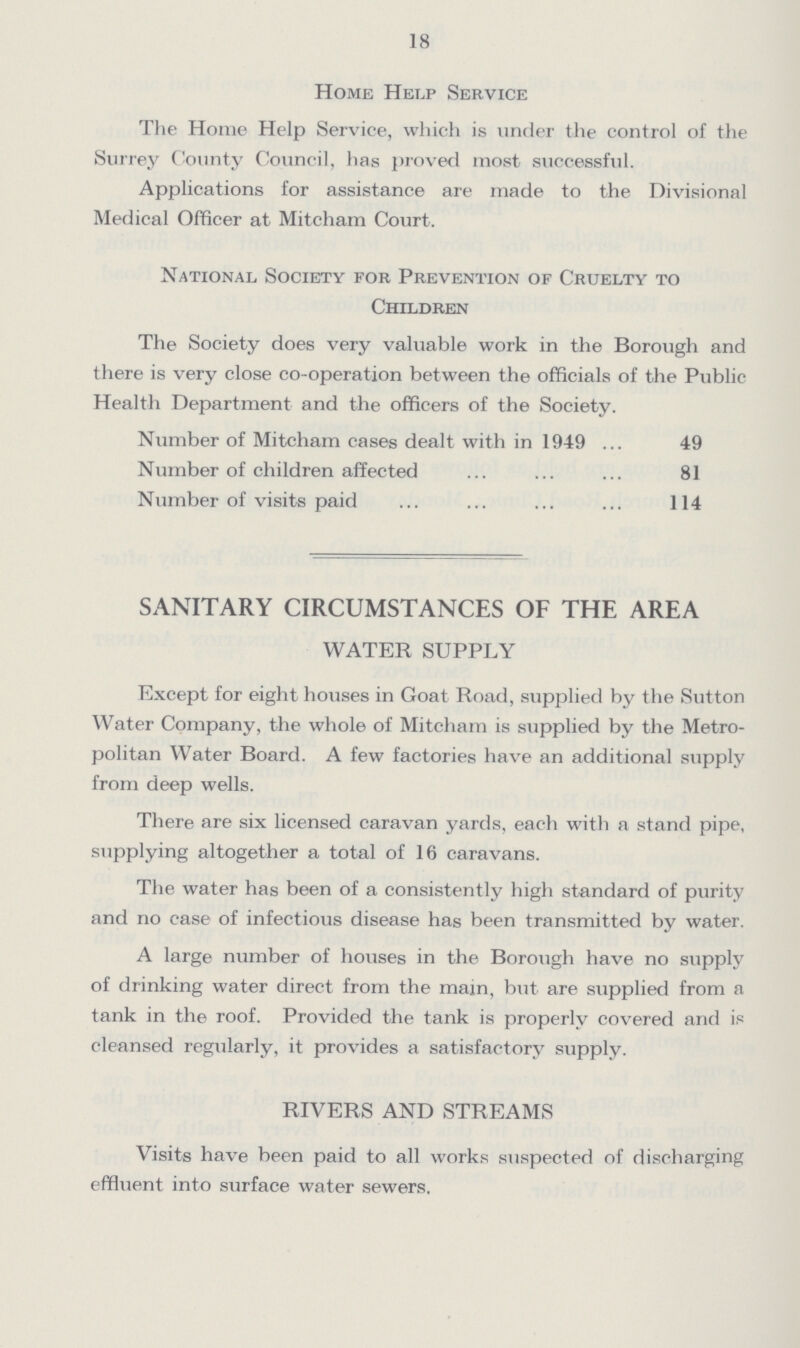 18
Home Help Service
The Home Help Service, which is under the control of the
Surrey County Council, has proved most successful.
Applications for assistance are made to the Divisional
Medical Officer at Mitcham Court.
National Society for Prevention of Cruelty to
Children
The Society does very valuable work in the Borough and
there is very close co-operation between the officials of the Public
Health Department and the officers of the Society.
Number of Mitcham cases dealt with in 1949 ... 49
Number of children affected ... ... ... 81
Number of visits paid ... ... ... ... 114
SANITARY CIRCUMSTANCES OF THE AREA
WATER SUPPLY
Except for eight houses in Goat Road, supplied by the Sutton
Water Company, the whole of Mitcham is supplied by the Metro-
politan Water Board. A few factories have an additional supply
from deep wells.
There are six licensed caravan yards, each with a stand pipe,
supplying altogether a total of 16 caravans.
The water has been of a consistently high standard of purity
and no case of infectious disease has been transmitted by water.
A large number of houses in the Borough have no supply
of drinking water direct from the main, but are supplied from a
tank in the roof. Provided the tank is properly covered and is
cleansed regularly, it provides a satisfactory supply.
RIVERS AND STREAMS
Visits have been paid to all works suspected of discharging
effluent into surface water sewers.